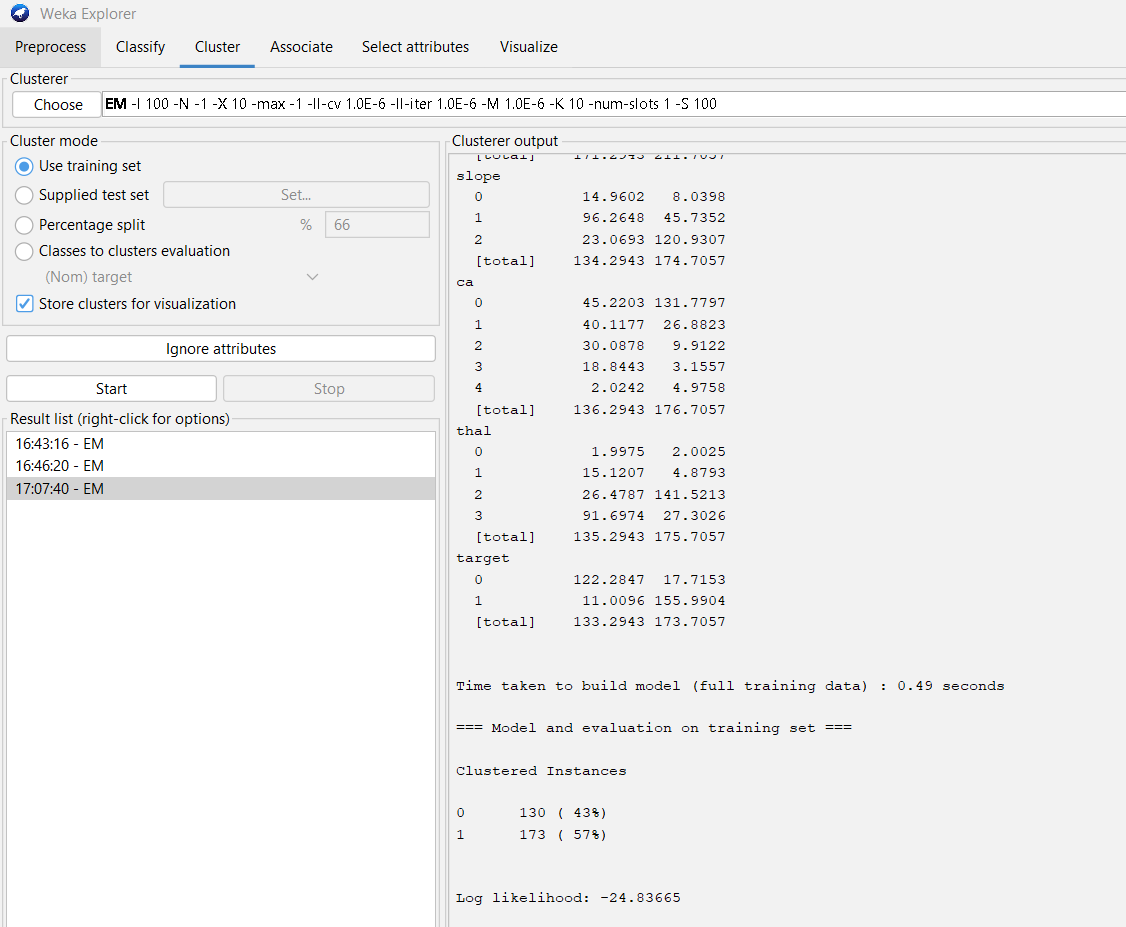 Weka Explorer
Preprocess Classify Cluster Associate Select attributes Visualize
Clusterer
Choose EM -I 100 -N -1 -X 10 -max -1 -ll-cv 1.0E-6 -ll-iter 1.0E-6 -M 1.0E-6 -K 10 -num-slots 1 -S 100
Cluster mode
Use training set
Supplied test set Set...
Percentage split % 66
Classes to clusters evaluation
(Nom) target
Store clusters for visualization
Ignore attributes
Start Stop
Result list (right-click for options)
16:43:16 - EM
16:46:20 - EM
17:07:40 - EM
Clusterer output
[total] 171.2943 211.7057
slope
0 14.9602 8.0398
1 96.2648 45.7352
2 23.0693 120.9307
[total] 134.2943 174.7057
ca
0 45.2203 131.7797
1 40.1177 26.8823
2 30.0878 9.9122
3 18.8443 3.1557
4 2.0242 4.9758
[total] 136.2943 176.7057
thal
0 1.9975 2.0025
1 15.1207 4.8793
2 26.4787 141.5213
3 91.6974 27.3026
[total] 135.2943 175.7057
target
0 122.2847 17.7153
1 11.0096 155.9904
[total] 133.2943 173.7057
Time taken to build model (full training data) : 0.49 seconds
=== Model and evaluation on training set ===
Clustered Instances
0 130 ( 43%)
1 173 ( 57%)
Log likelihood: -24.83665